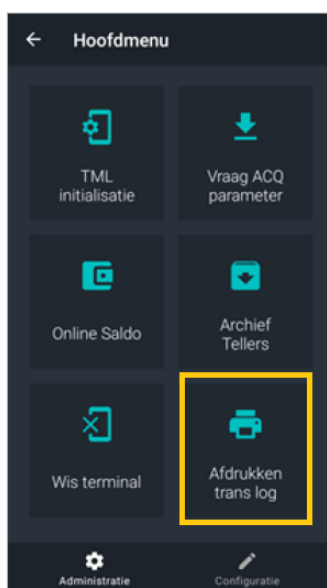 Hoofdmenu
TML
initialisatie
Vraag ACQ
parameter
Online Saldo
Archief
Tellers
Wis terminal
Afdrukken
trans log
Administratie
Configuratie